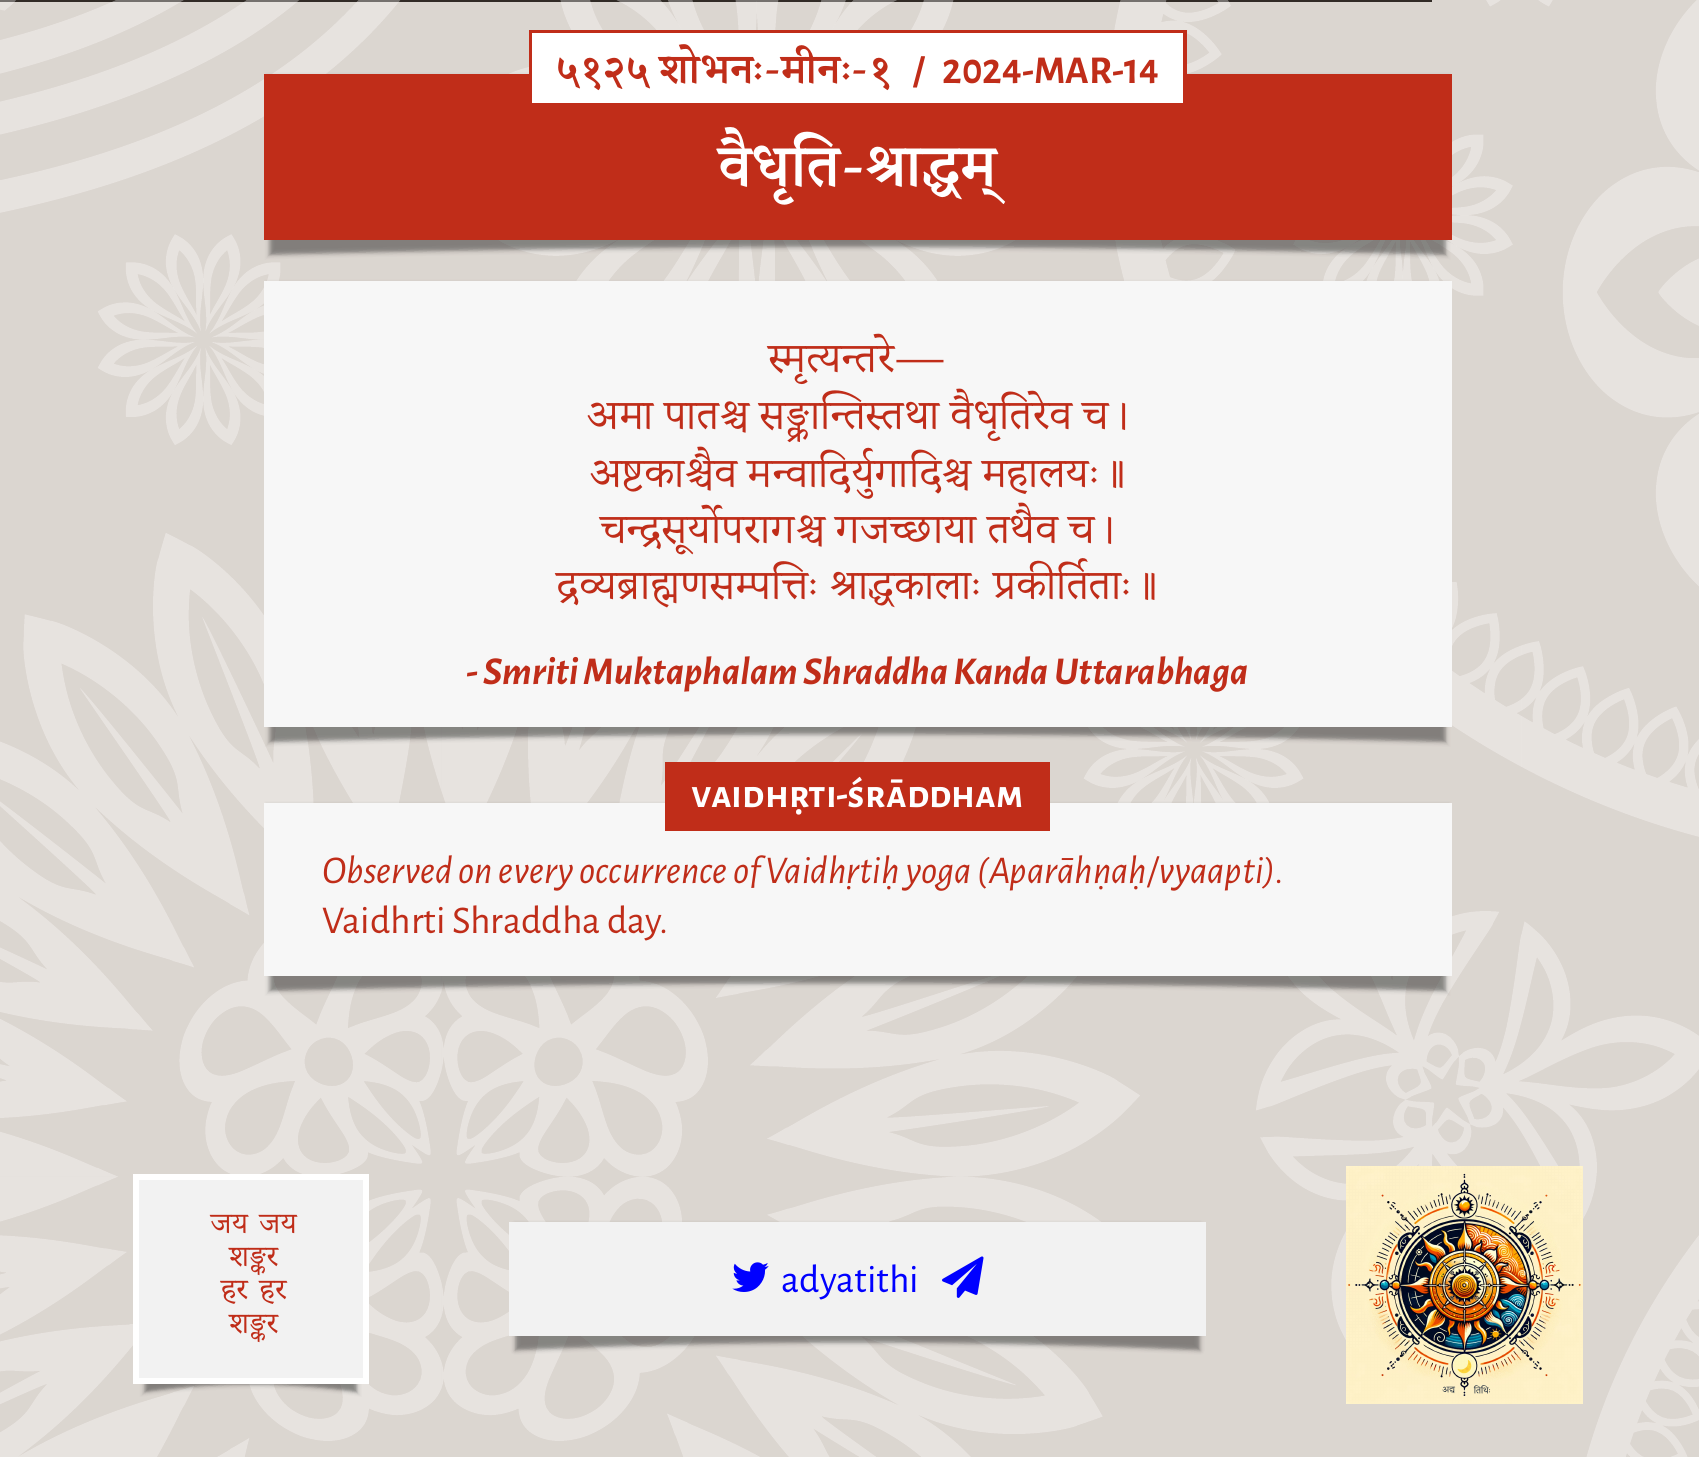 ५१२५ शोभनः-मीनः-१ / 2024-MAR-14
वैधृति-श्राद्धम्
स्मृत्यन्तरे—
अमा पातश्च सङ्क्रान्तिस्तथा वैधृतिरेव च।
अष्टकाश्चैव मन्वादिर्युगादिश्च महालयः॥
चन्द्रसूर्योपरागश्च गजच्छाया तथैव च।
द्रव्यब्राह्मणसम्पत्तिः श्राद्धकालाः प्रकीर्तिताः॥
- Smriti Muktaphalam Shraddha Kanda Uttarabhaga
VAIDHṚTI-ŚRĀDDHAM
Observed on every occurrence of Vaidhṛtiḥ yoga (Aparāhṇaḥ/vyaapti).
Vaidhrti Shraddha day.
जय जय
शङ्कर
हर हर
शङ्कर
adyatithi
अद्य तिथिः